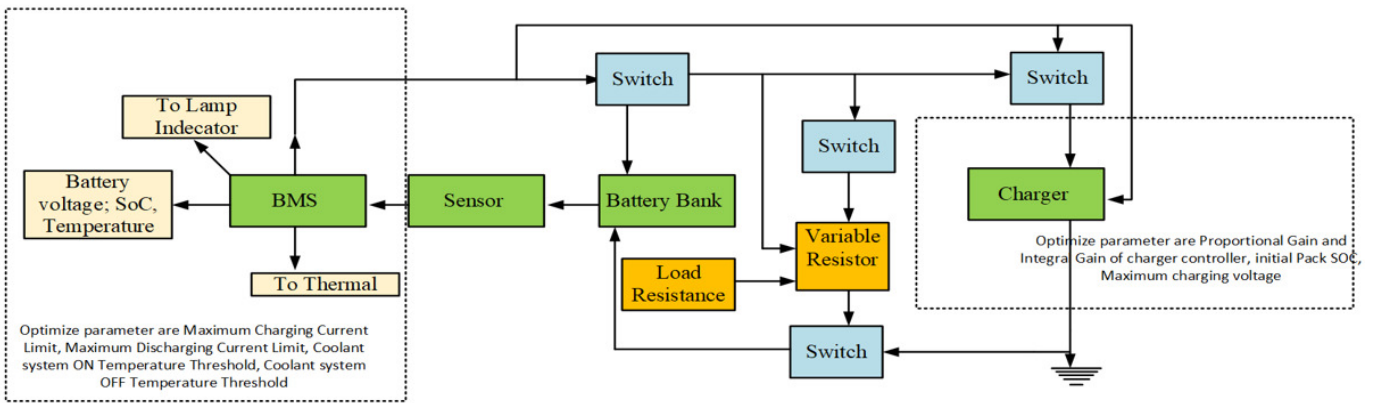 Switch
Switch
To Lamp
Indecator
Switch
Battery
voltage; SoC,
Temperature
BMS
Sensor
Battery Bank
Charger
Variable
Resistor
Optimize parameter are Proportional Gain and
Integral Gain of charger controller, initial Pack SOC,
Maximum charging voltage
Load
Resistance
To Thermal
Optimize parameter are Maximum Charging Current
Limit, Maximum Discharging Current Limit, Coolant
system ON Temperature Threshold, Coolant system
OFF Temperature Threshold
Switch